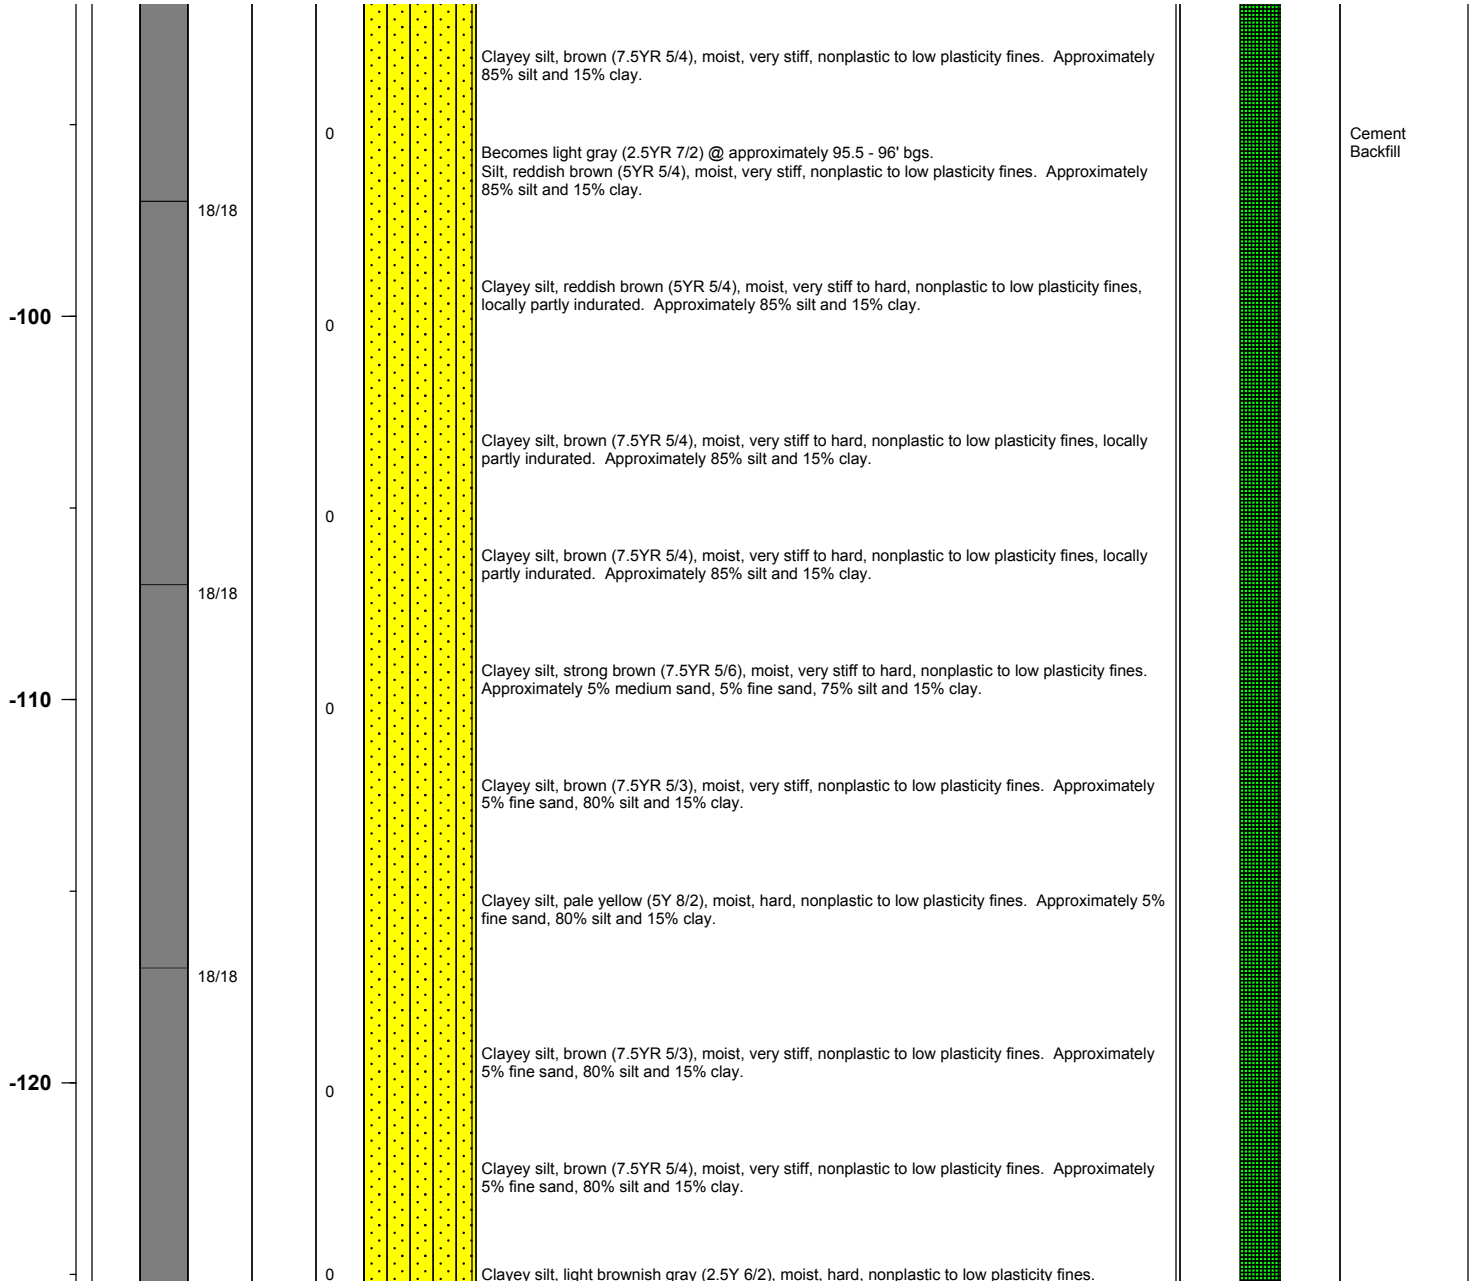 Clayey silt, brown (7.5YR 5/4), moist, very stiff, nonplastic to low plasticity fines.  Approximately
85% silt and 15% clay.
0
Cement
Backfill
Becomes light gray (2.5YR 7/2) @ approximately 95.5 - 96' bgs.
Silt, reddish brown (5YR 5/4), moist, very stiff, nonplastic to low plasticity fines.  Approximately
85% silt and 15% clay.
18/18
Clayey silt, reddish brown (5YR 5/4), moist, very stiff to hard, nonplastic to low plasticity fines,
locally partly indurated.  Approximately 85% silt and 15% clay.
-100
0
Clayey silt, brown (7.5YR 5/4), moist, very stiff to hard, nonplastic to low plasticity fines, locally
partly indurated.  Approximately 85% silt and 15% clay.
0
Clayey silt, brown (7.5YR 5/4), moist, very stiff to hard, nonplastic to low plasticity fines, locally
partly indurated.  Approximately 85% silt and 15% clay.
18/18
Clayey silt, strong brown (7.5YR 5/6), moist, very stiff to hard, nonplastic to low plasticity fines.
Approximately 5% medium sand, 5% fine sand, 75% silt and 15% clay.
-110
0
Clayey silt, brown (7.5YR 5/3), moist, very stiff, nonplastic to low plasticity fines.  Approximately
5% fine sand, 80% silt and 15% clay.
Clayey silt, pale yellow (5Y 8/2), moist, hard, nonplastic to low plasticity fines.  Approximately 5%
fine sand, 80% silt and 15% clay.
18/18
Clayey silt, brown (7.5YR 5/3), moist, very stiff, nonplastic to low plasticity fines.  Approximately
5% fine sand, 80% silt and 15% clay.
-120
0
Clayey silt, brown (7.5YR 5/4), moist, very stiff, nonplastic to low plasticity fines.  Approximately
5% fine sand, 80% silt and 15% clay.
0
Clayey silt, light brownish gray (2.5Y 6/2), moist, hard, nonplastic to low plasticity fines.